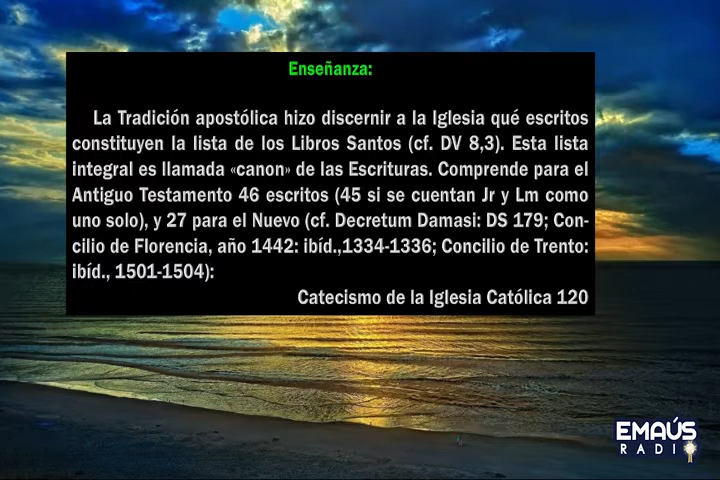 Enseñanza:
La Tradición apostólica hizo discernir a la Iglesia qué escritos
constituyen la lista de los Libros Santos (cf. DV 8,3). Esta lista
integral es llamada «canon» de las Escrituras. Comprende para el
Antiguo Testamento 46 escritos (45 si se cuentan Jr y Lm como
uno solo), y 27 para el Nuevo (cf. Decretum Damasi: DS 179; Con-
cilio de Florencia, año 1442: ibíd.,1334-1336; Concilio de Trento:
ibíd., 1501-1504):
Catecismo de la Iglesia Católica 120
EMAÚS
RADIO